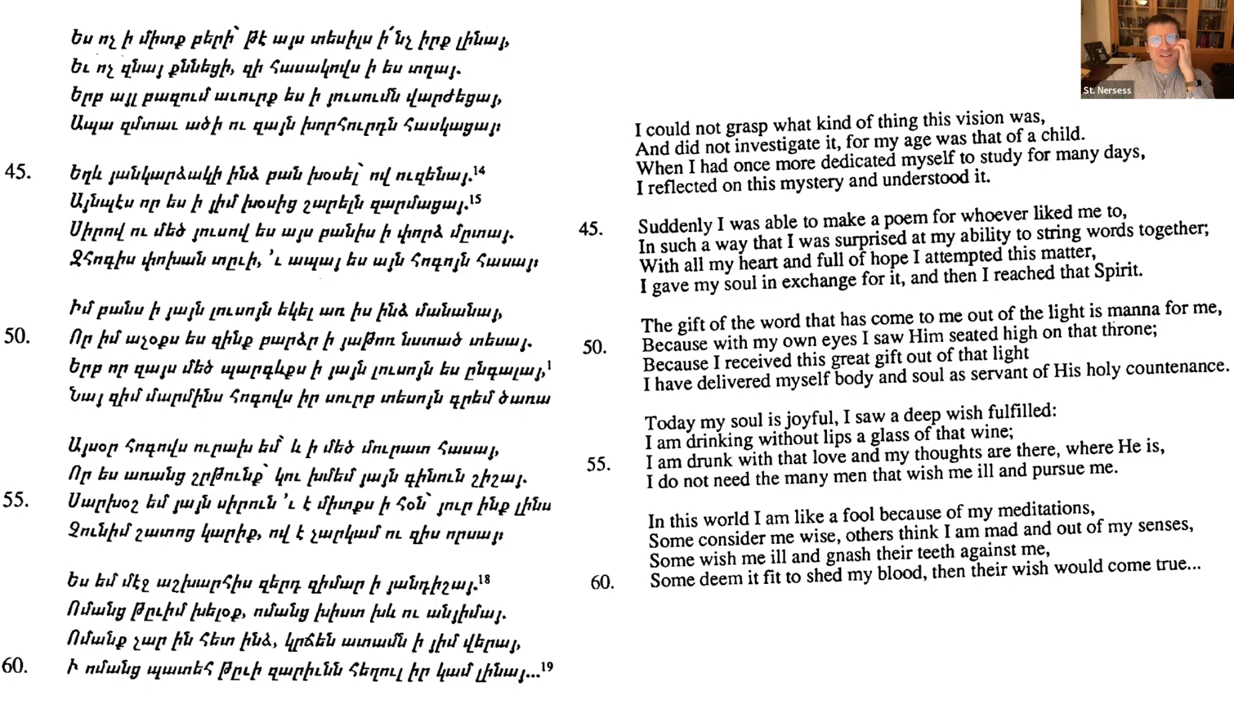 Ես ոչ ի միտք բերի՝ թէ այս տեսիլս ի՛նչ իրք լինայ,
Եւ ոչ զնայ քննեցի, զի հասակովս ի ես տղայ.
Երբ այլ բազում աւուրք ես ի յուսումն վարժեցայ,
Ապա զմտաւ ածի ու զայն խորհուրդն հասկացայ։
45. Եղև յանկարձակի ինձ բան խօսել՝ ով ուզենայ.14
Այնպէս որ ես ի յիմ խօսից շարելն զարմացայ.15
Սիրով ու մեծ յուսով ես այս բանիս ի փորձ մըտայ.
Զհոգիս փոխան տըւի, ՚ւ ապայ ես այն հոգոյն հասայ։
Իմ բանս ի յայն լուսոյն եկել առ իս ինձ մանանայ,
50. Որ իմ աչօքս ես զինք բարձր ի յաթոռ նստած տեսայ.
Երբ որ զայս մեծ պարգևքս ի յայն լուսոյն ես ընգալայ,1
Նայ զիմ մարմինս հոգովս իր սուրբ տեսոյն գրեմ ծառա
Այսօր հոգովս ուրախ եմ՝ և ի մեծ մուրատ հասայ,
Որ ես առանց շրթունք՝ կու խմեմ յայն գինուն շիշայ.
55. Սարխօշ եմ յայն սիրուն ՚ւ է միտքս ի հօն՝ յուր ինք լինա
Չունիմ շատոց կարիք, ով է չարկամ ու զիս որսայ։
Ես եմ մէջ աշխարհիս զերդ գիմար ի յանդիշայ.18
Ոմանց թըւիմ խելօք, ոմանց խիստ խև ու անլիմայ.
Ոմանք չար ին հետ ինձ, կրճեն ատամն ի յիմ վերայ,
60. Ի ոմանց պատեհ թըւի զարիւնն հեղուլ իր կամ լինայ...19
I could not grasp what kind of thing this vision was,
And did not investigate it, for my age was that of a child.
When I had once more dedicated myself to study for many days,
I reflected on this mystery and understood it.
45. Suddenly I was able to make a poem for whoever liked me to,
In such a way that I was surprised at my ability to string words together;
With all my heart and full of hope I attempted this matter,
I gave my soul in exchange for it, and then I reached that Spirit.
The gift of the word that has come to me out of the light is manna for me,
50. Because with my own eyes I saw Him seated high on that throne;
Because I received this great gift out of that light
I have delivered myself body and soul as servant of His holy countenance.
Today my soul is joyful, I saw a deep wish fulfilled:
I am drinking without lips a glass of that wine;
55. I am drunk with that love and my thoughts are there, where He is,
I do not need the many men that wish me ill and pursue me.
In this world I am like a fool because of my meditations,
Some consider me wise, others think I am mad and out of my senses,
Some wish me ill and gnash their teeth against me,
60. Some deem it fit to shed my blood, then their wish would come true...
St. Nersess